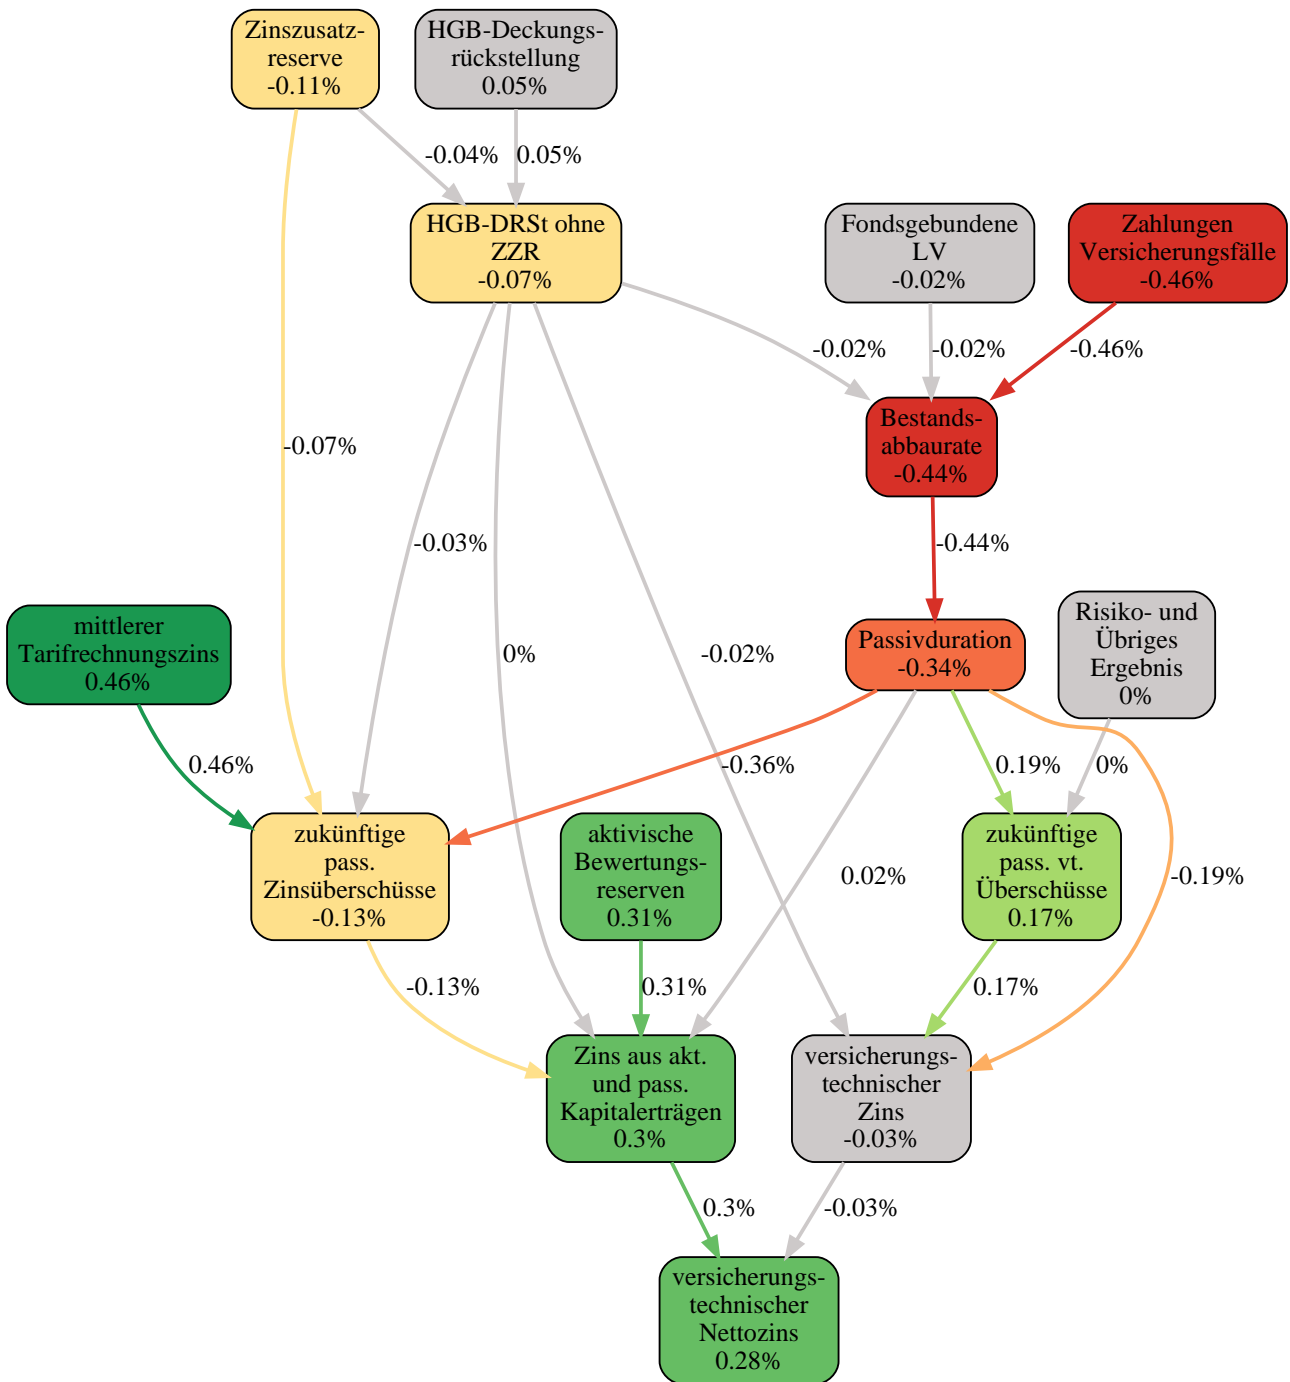 Zinszusatz-
reserve
-0.11%
HGB-Deckungs-
rückstellung
0.05%
-0.04%
0.05%
HGB-DRSt ohne
ZZR
-0.07%
Fondsgebundene
LV
-0.02%
Zahlungen
Versicherungsfälle
-0.46%
-0.02%
-0.02%
-0.46%
Bestands-
abbaurate
-0.44%
-0.07%
-0.03%
-0.44%
mittlerer
Tarifrechnungszins
0.46%
0%
-0.02%
Passivduration
-0.34%
Risiko- und
Übriges
Ergebnis
0%
0.46%
-0.36%
0.19%
0%
zukünftige
pass.
Zinsüberschüsse
-0.13%
aktivische
Bewertungs-
reserven
0.31%
0.02%
zukünftige
pass. vt.
Überschüsse
0.17%
-0.19%
-0.13%
0.31%
0.17%
Zins aus akt.
und pass.
Kapitalerträgen
0.3%
versicherungs-
technischer
Zins
-0.03%
0.3%
-0.03%
versicherungs-
technischer
Nettozins
0.28%